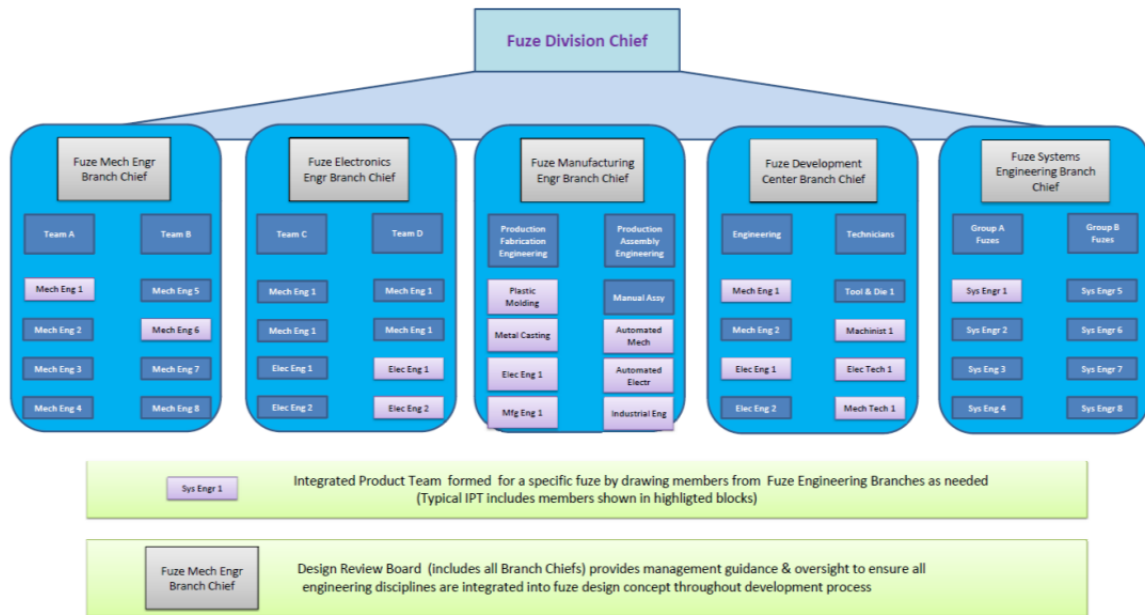 Fuze Division Chief
Fuze Mech Engr
Branch Chief
Team A
Team B
Mech Eng 1
Mech Eng 5
Mech Eng 2
Mech Eng 6
Mech Eng 3
Mech Eng 7
Mech Eng 4
Mech Eng 8
Fuze Electronics
Engr Branch Chief
Team C
Team D
Mech Eng 1
Mech Eng 1
Mech Eng 1
Mech Eng 1
Elec Eng 1
Elec Eng 1
Elec Eng 2
Elec Eng 2
Fuze Manufacturing
Engr Branch Chief
Production
Fabrication
Engineering
Production
Assembly
Engineering
Plastic
Molding
Manual Assy
Metal Casting
Automated
Mech
Elec Eng 1
Automated
Electr
Mfg Eng 1
Industrial Eng
Fuze Development
Center Branch Chief
Engineering
Technicians
Mech Eng 1
Tool & Die 1
Mech Eng 2
Machinist 1
Elec Eng 1
Elec Tech 1
Elec Eng 2
Mech Tech 1
Fuze Systems
Engineering Branch
Chief
Group A
Fuzes
Group B
Fuzes
Sys Engr 1
Sys Engr 5
Sys Engr 2
Sys Engr 6
Sys Eng 3
Sys Engr 7
Sys Eng 4
Sys Engr 8
Sys Engr 1
Integrated Product Team formed for a specific fuze by drawing members from Fuze Engineering Branches as needed
(Typical IPT includes members shown in highligted blocks)
Fuze Mech Engr
Branch Chief
Design Review Board (includes all Branch Chiefs) provides management guidance & oversight to ensure all
engineering disciplines are integrated into fuze design concept throughout development process